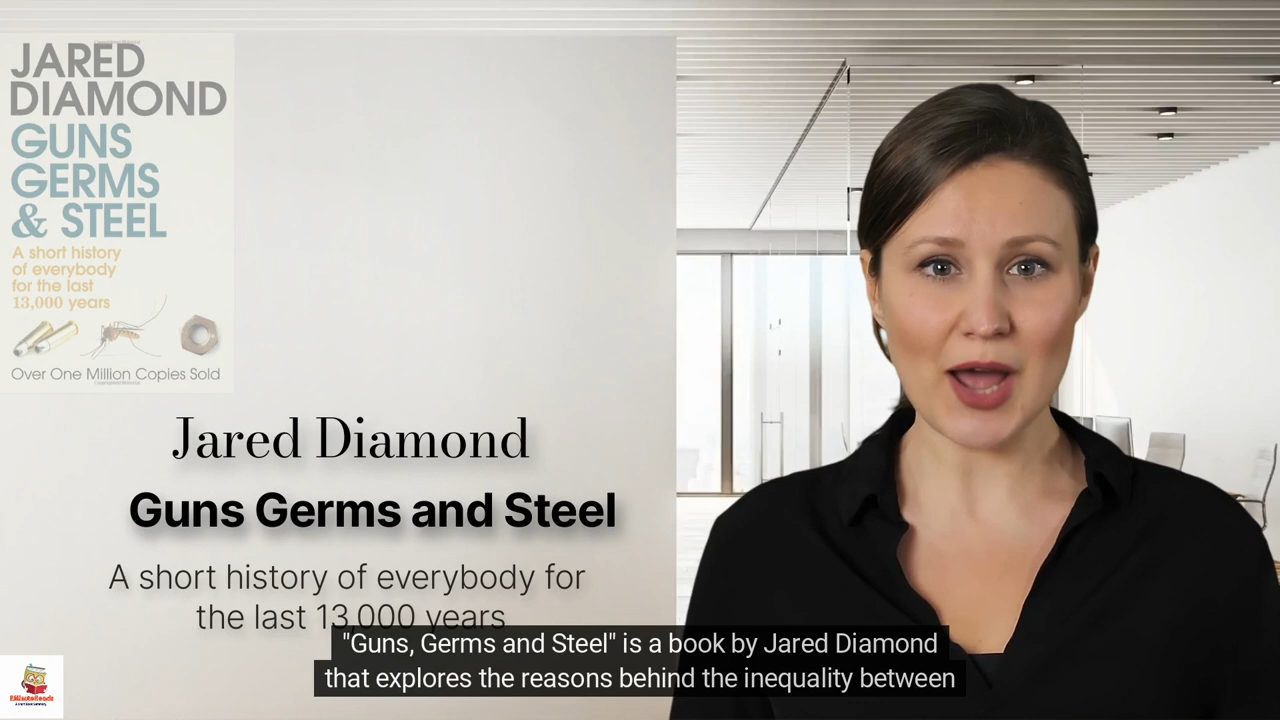 JARED
DIAMOND
GUNS
GERMS
& STEEL
A short history
of everybody
for the last
13,000 years
Over One Million Copies Sold
Jared Diamond
Guns Germs and Steel
A short history of everybody for
the last 13,000 years
"Guns, Germs and Steel" is a book by Jared Diamond
that explores the reasons behind the inequality between